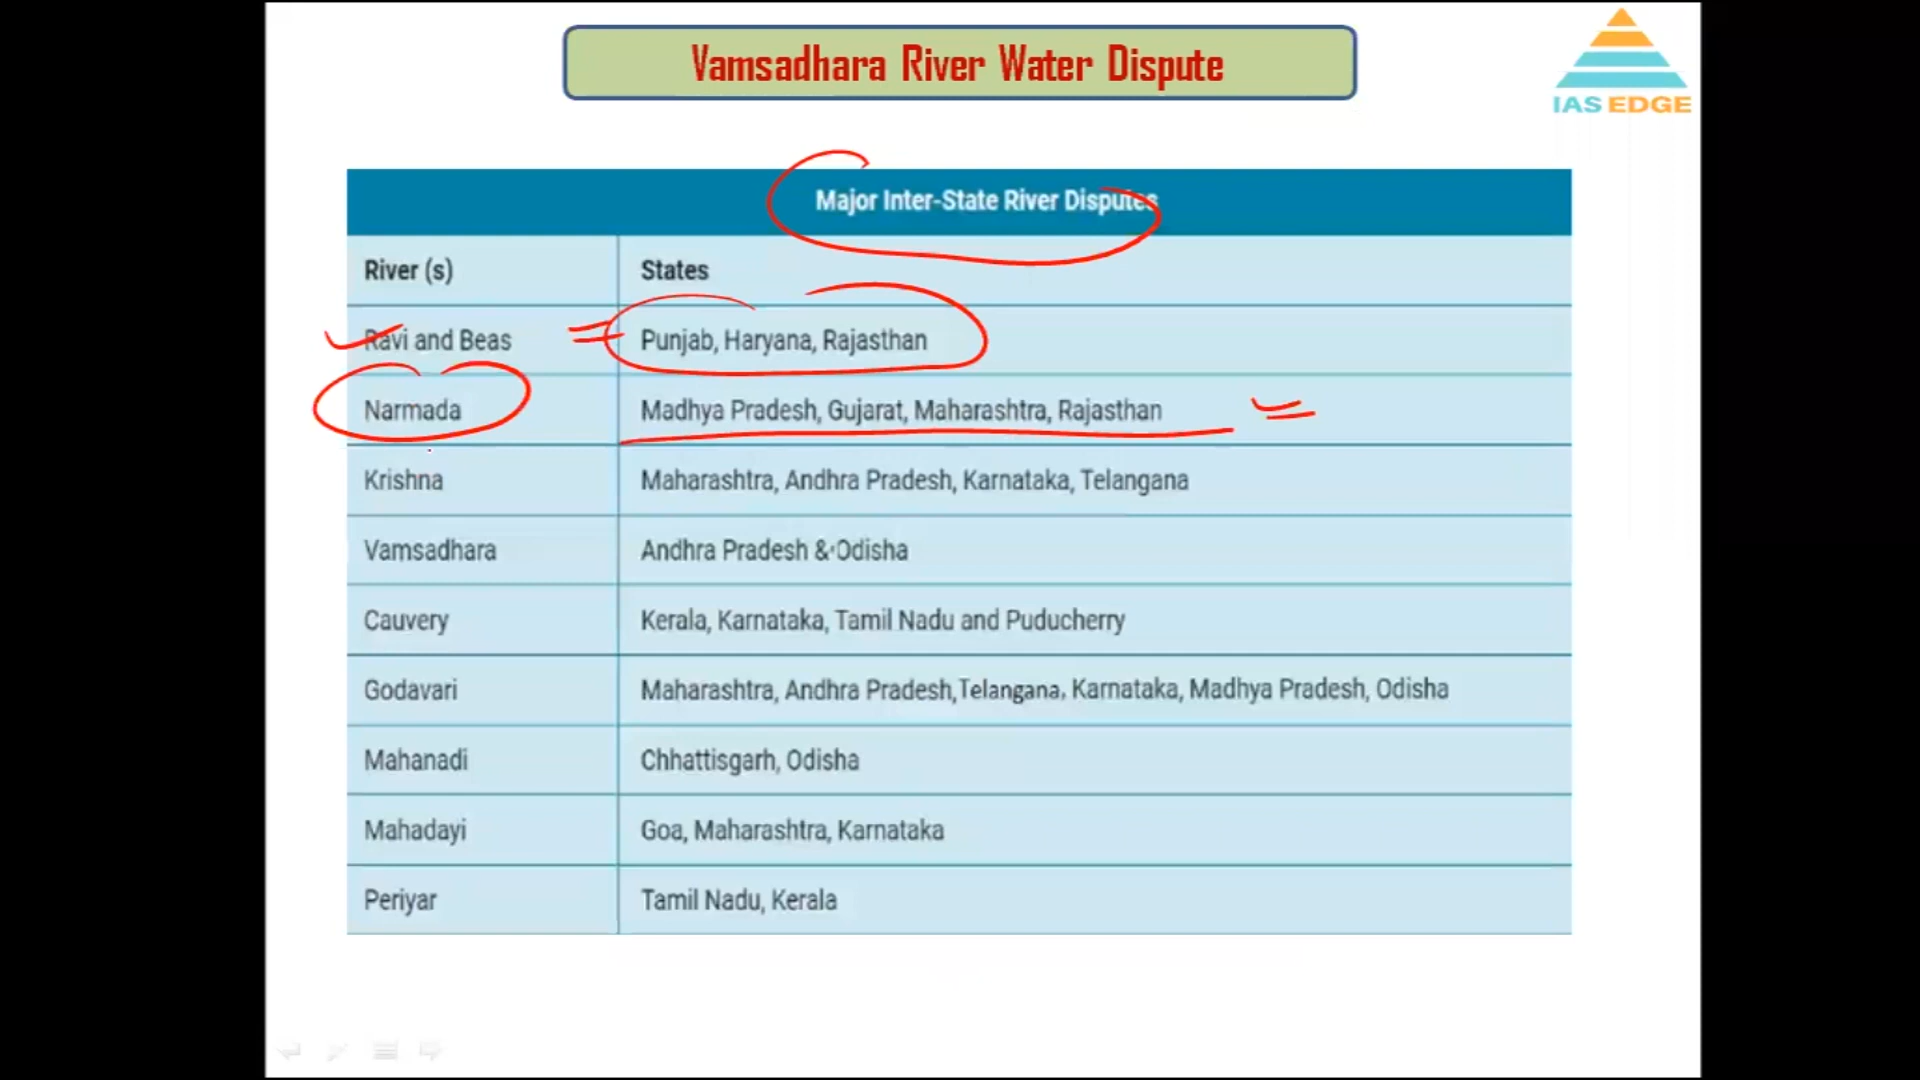 Vamsadhara River Water Dispute
IAS EDGE
Major Inter-State River Disputes
River (s) States
Ravi and Beas Punjab, Haryana, Rajasthan
Narmada Madhya Pradesh, Gujarat, Maharashtra, Rajasthan
Krishna Maharashtra, Andhra Pradesh, Karnataka, Telangana
Vamsadhara Andhra Pradesh & Odisha
Cauvery Kerala, Karnataka, Tamil Nadu and Puducherry
Godavari Maharashtra, Andhra Pradesh, Telangana, Karnataka, Madhya Pradesh, Odisha
Mahanadi Chhattisgarh, Odisha
Mahadayi Goa, Maharashtra, Karnataka
Periyar Tamil Nadu, Kerala